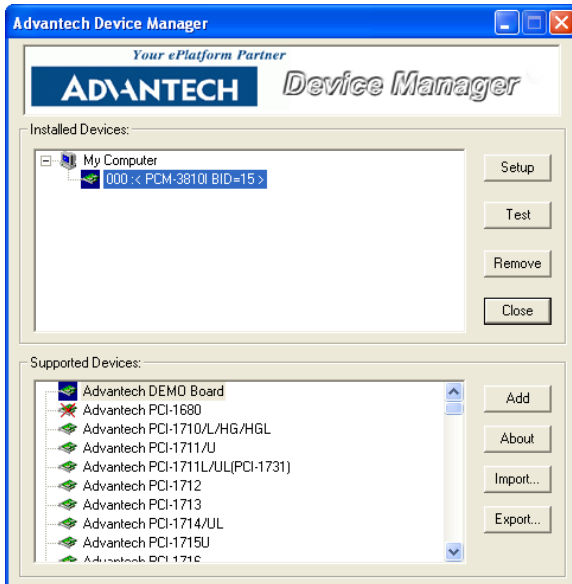 Advantech Device Manager
Your ePlatform Partner
ADVANTECH Device Manager
Installed Devices:
My Computer
000 :< PCM-3810I BID=15 >
Setup
Test
Remove
Close
Supported Devices:
Advantech DEMO Board
Advantech PCI-1680
Advantech PCI-1710/L/HG/HGL
Advantech PCI-1711/U
Advantech PCI-1711L/UL(PCI-1731)
Advantech PCI-1712
Advantech PCI-1713
Advantech PCI-1714/UL
Advantech PCI-1715U
Advantech PCI-1716
Add
About
Import...
Export...